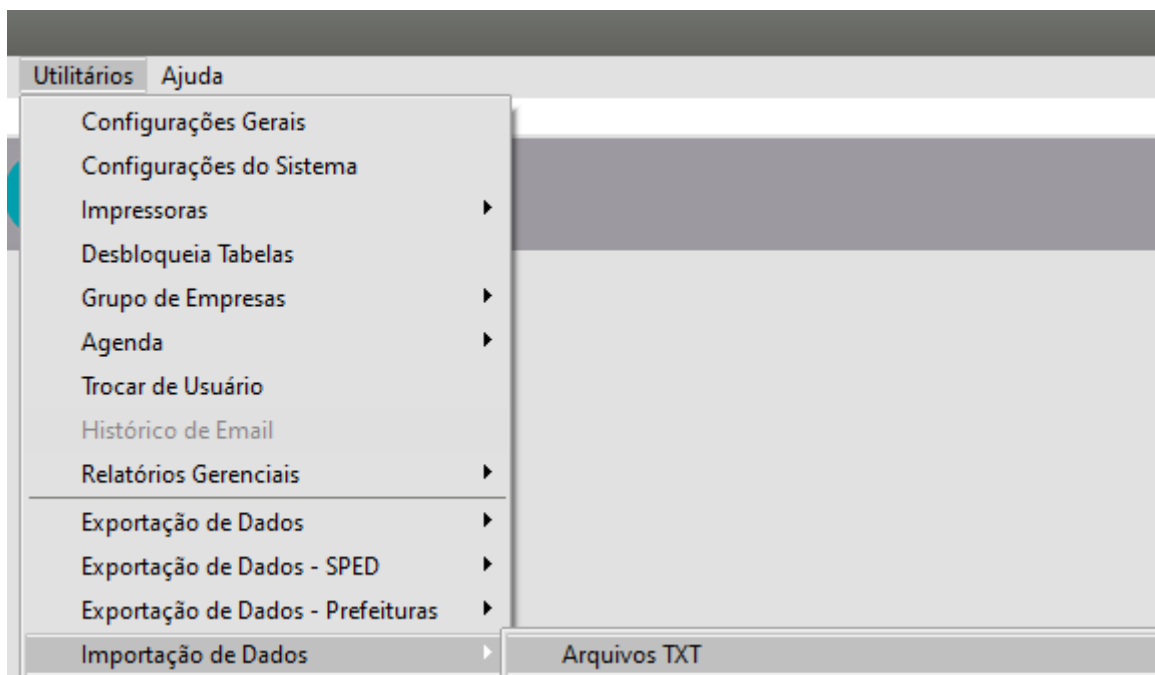 Utilitários Ajuda
Configurações Gerais
Configurações do Sistema
Impressoras
Desbloqueia Tabelas
Grupo de Empresas
Agenda
Trocar de Usuário
Histórico de Email
Relatórios Gerenciais
Exportação de Dados
Exportação de Dados - SPED
Exportação de Dados - Prefeituras
Importação de Dados Arquivos TXT